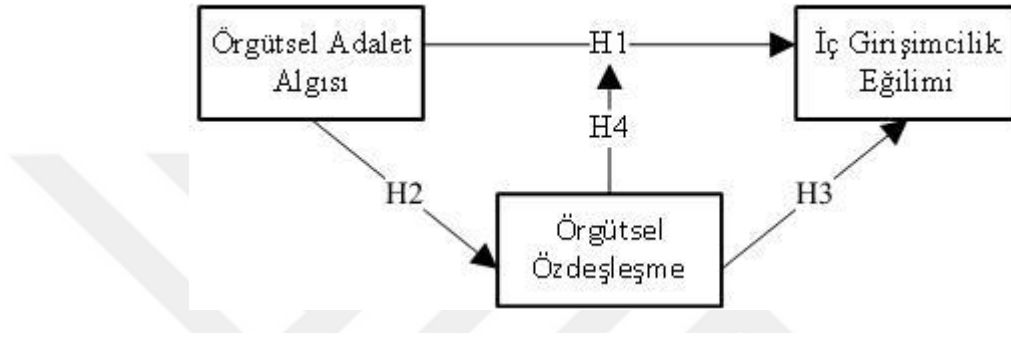 Örgütsel Adalet
Algısı
H1
İç Girişimcilik
Eğilimi
H4
H2
H3
Örgütsel
Özdeşleşme